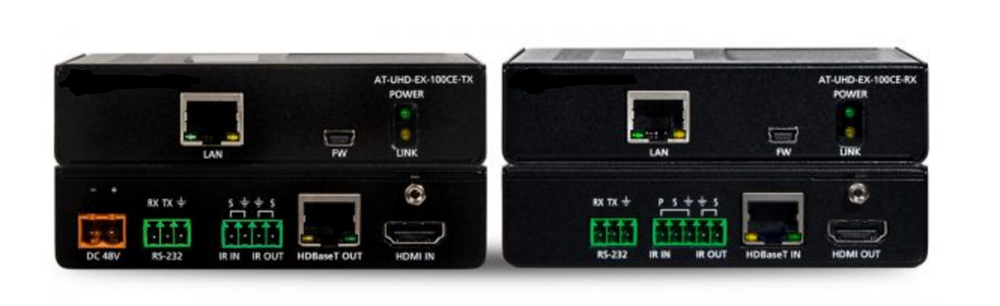 AT-UHD-EX-100CE-TX
POWER
LAN
FW
LINK
- +
RX TX
S S
DC 48V
RS-232
IR IN
IR OUT
HDBaseT OUT
HDMI IN
AT-UHD-EX-100CE-RX
POWER
LAN
FW
LINK
RX TX
P S S
RS-232
IR IN
IR OUT
HDBaseT IN
HDMI OUT